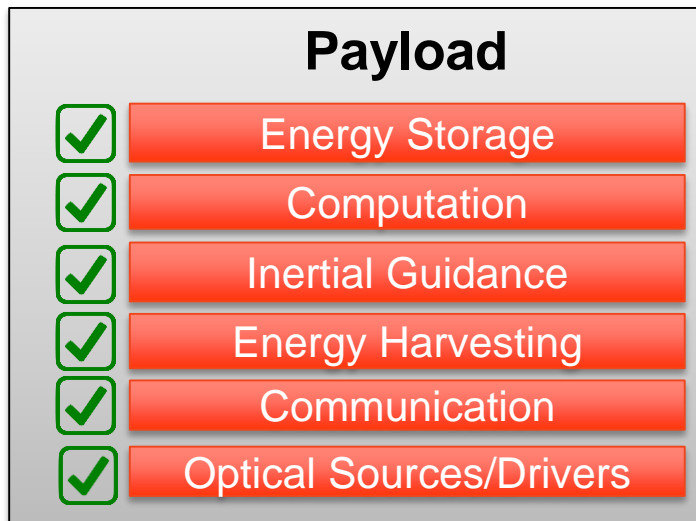 Payload
Energy Storage
Computation
Inertial Guidance
Energy Harvesting
Communication
Optical Sources/Drivers